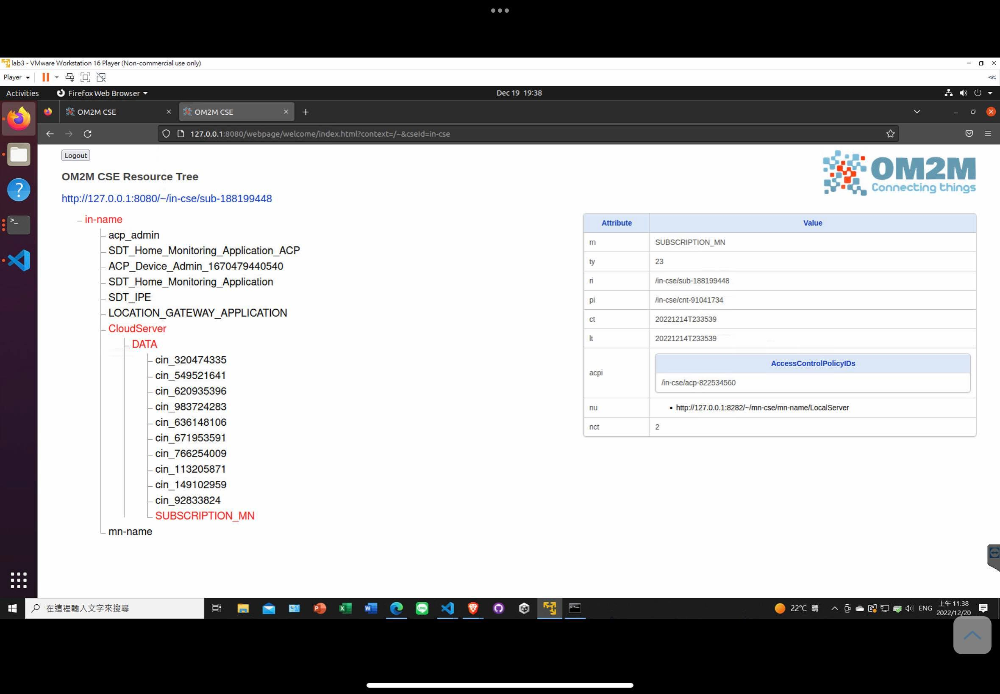 lab3 - VMware Workstation 16 Player (Non-commercial use only)
Player
Activities Firefox Web Browser Dec 19 19:38
OM2M CSE OM2M CSE
127.0.0.1:8080/webpage/welcome/index.html?context=/~&cseId=in-cse
Logout
OM2M
Connecting things
OM2M CSE Resource Tree
http://127.0.0.1:8080/~/in-cse/sub-188199448
in-name
acp_admin
SDT_Home_Monitoring_Application_ACP
ACP_Device_Admin_1670479440540
SDT_Home_Monitoring_Application
SDT_IPE
LOCATION_GATEWAY_APPLICATION
CloudServer
DATA
cin_320474335
cin_549521641
cin_620935396
cin_983724283
cin_636148106
cin_671953591
cin_766254009
cin_113205871
cin_149102959
cin_92833824
SUBSCRIPTION_MN
mn-name
Attribute Value
rn SUBSCRIPTION_MN
ty 23
ri /in-cse/sub-188199448
pi /in-cse/cnt-91041734
ct 20221214T233539
lt 20221214T233539
acpi
AccessControlPolicyIDs
/in-cse/acp-822534560
nu • http://127.0.0.1:8282/~/mn-cse/mn-name/LocalServer
nct 2
在這裡輸入文字來搜尋
LINE
22°C 晴 ENG
上午 11:38
2022/12/20